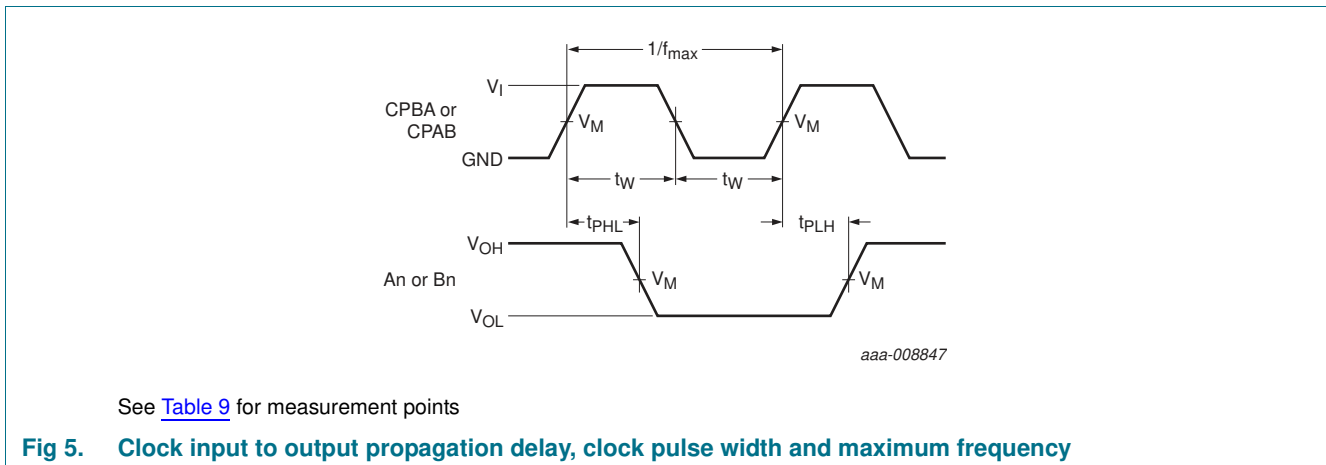 1/fmax
VI
CPBA or
CPAB
VM
VM
GND
tW
tW
tPHL
tPLH
VOH
An or Bn
VM
VM
VOL
aaa-008847
See Table 9 for measurement points
Fig 5. Clock input to output propagation delay, clock pulse width and maximum frequency